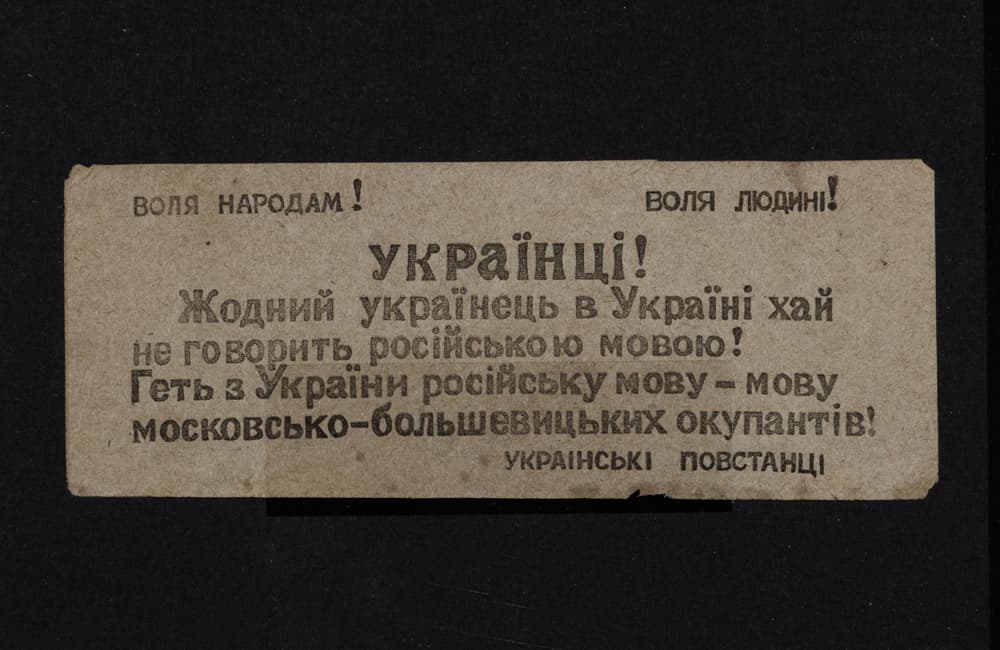 ВОЛЯ НАРОДАМ! ВОЛЯ ЛЮДИНІ!
УКРАЇНЦІ!
Жодний українець в Україні хай
не говорить російською мовою!
Геть з України російську мову – мову
московсько-большевицьких окупантів!
УКРАІНСЬКІ ПОВСТАНЦІ